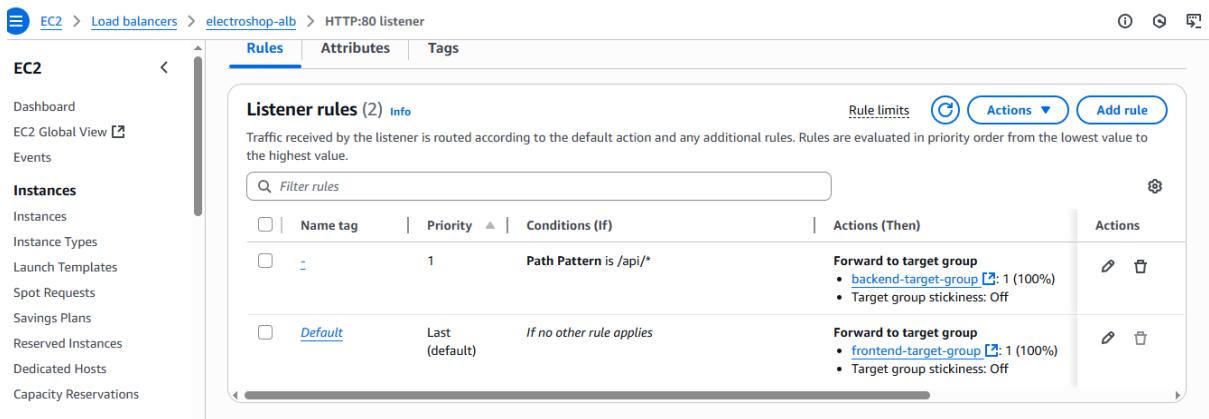 EC2 > Load balancers > electroshop-alb > HTTP:80 listener
EC2
Dashboard
EC2 Global View
Events
Instances
Instances
Instance Types
Launch Templates
Spot Requests
Savings Plans
Reserved Instances
Dedicated Hosts
Capacity Reservations
Rules Attributes Tags
Listener rules (2) Info
Rule limits Actions Add rule
Traffic received by the listener is routed according to the default action and any additional rules. Rules are evaluated in priority order from the lowest value to
the highest value.
Filter rules
Name tag Priority Conditions (If) Actions (Then) Actions
- 1 Path Pattern is /api/* Forward to target group
• backend-target-group : 1 (100%)
• Target group stickiness: Off
Default Last If no other rule applies Forward to target group
(default) • frontend-target-group : 1 (100%)
• Target group stickiness: Off